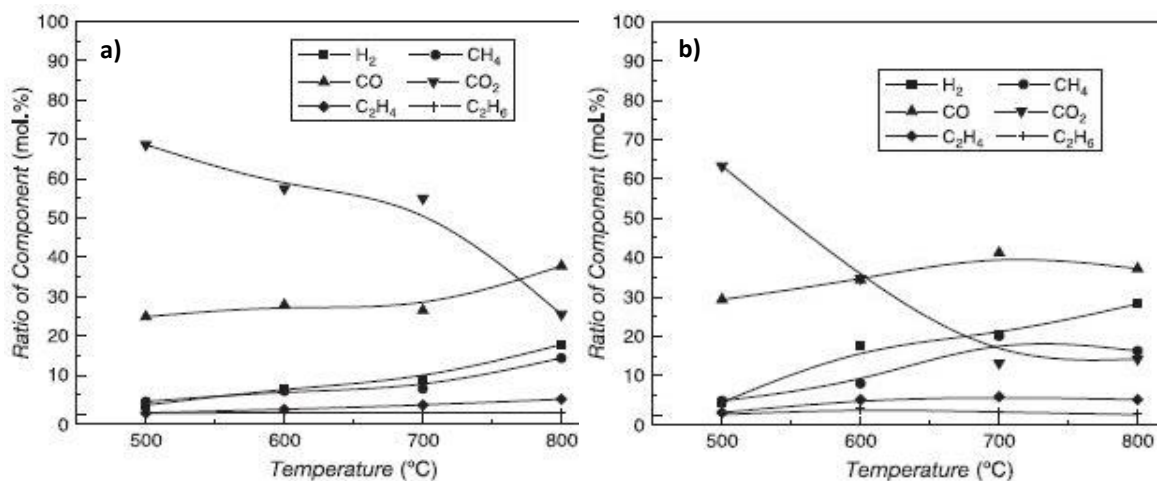 a)
100
90
80
70
60
50
40
30
20
10
0
Ratio of Component (mol.%)
H₂ CH₄
CO CO₂
C₂H₄ C₂H₆
500 600 700 800
Temperature (°C)
b)
100
90
80
70
60
50
40
30
20
10
0
Ratio of Component (moL%)
H₂ CH₄
CO CO₂
C₂H₄ C₂H₆
500 600 700 800
Temperature (°C)